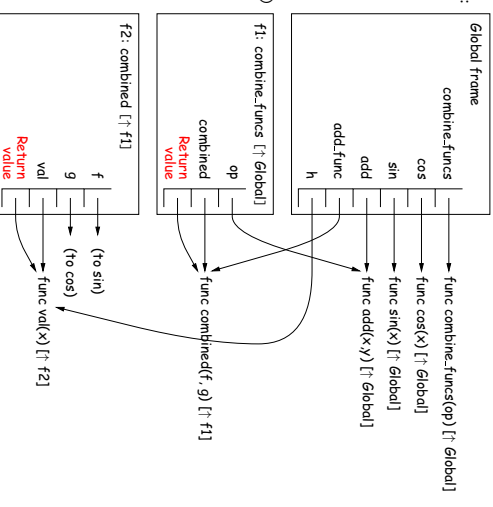 Global frame
combine_funcs
cos
sin
add
add_func
h
func combine_funcs(op) [↑ Global]
func cos(x) [↑ Global]
func sin(x) [↑ Global]
func add(x,y) [↑ Global]
f1: combine_funcs [↑ Global]
op
combined
Return
value
func combined(f, g) [↑ f1]
f2: combined [↑ f1]
f
g
val
Return
value
(to sin)
(to cos)
func val(x) [↑ f2]